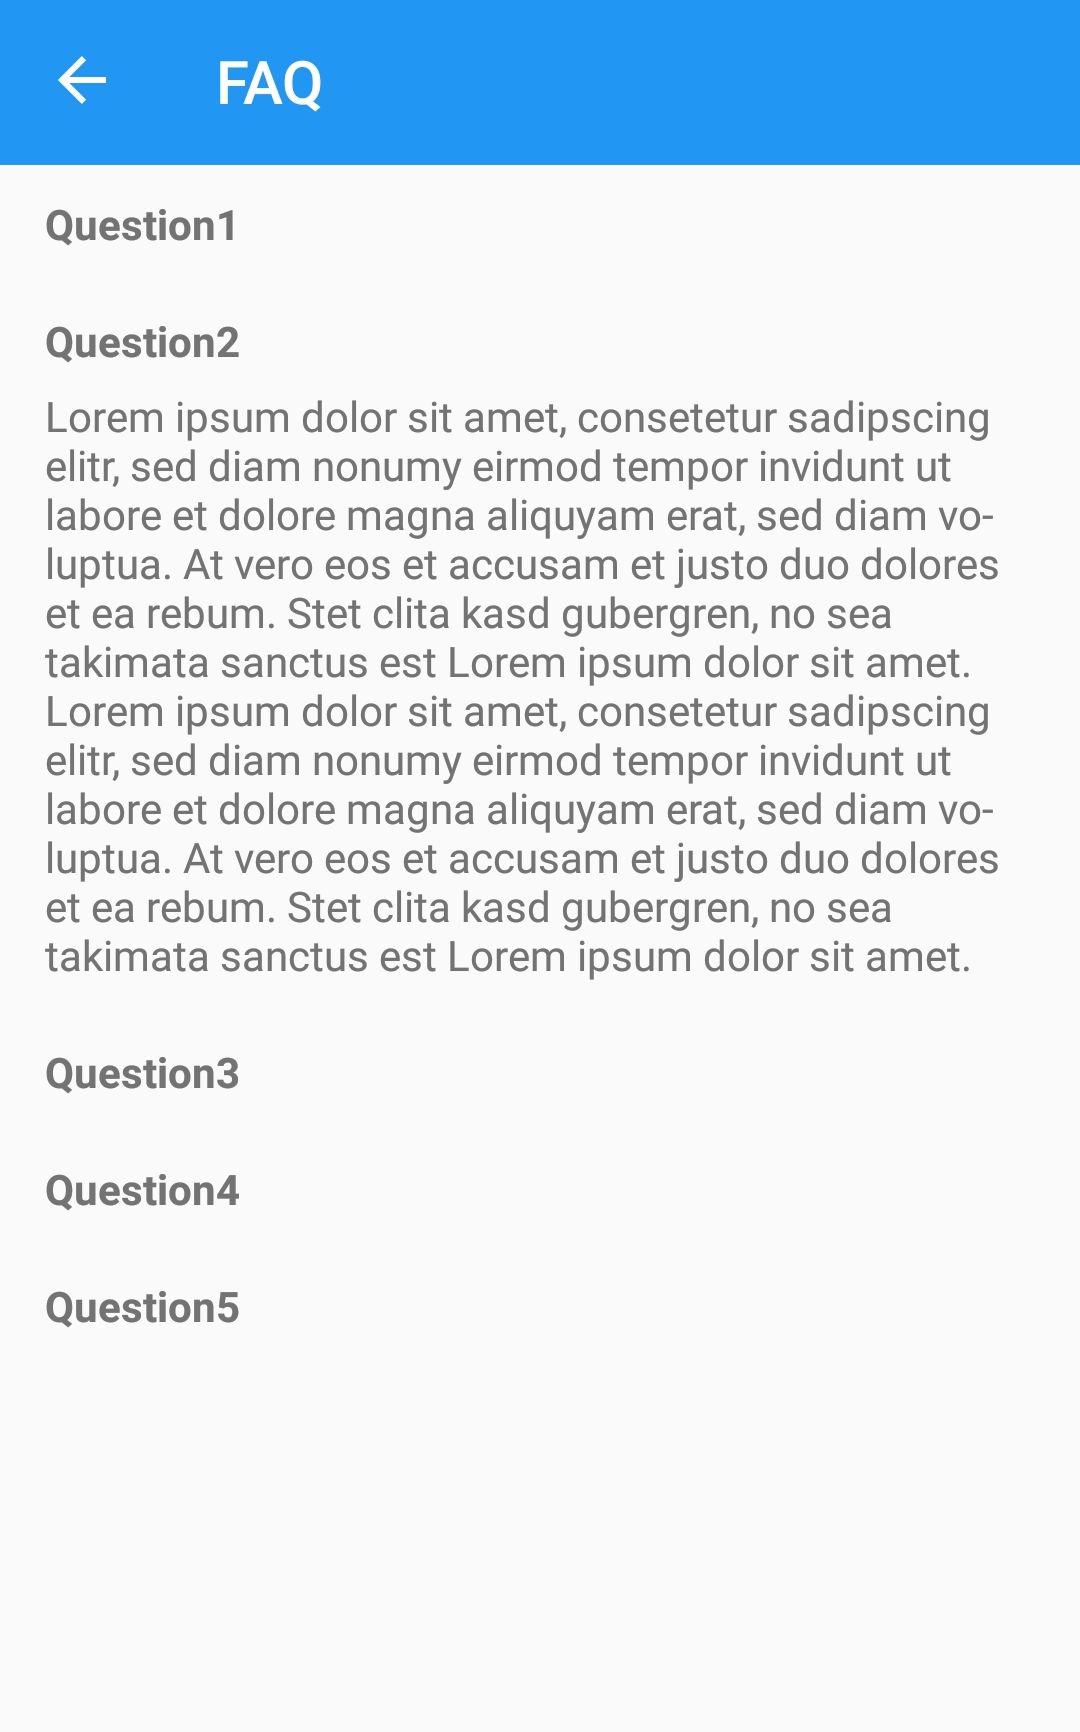 FAQ
Question1
Question2
Lorem ipsum dolor sit amet, consetetur sadipscing
elitr, sed diam nonumy eirmod tempor invidunt ut
labore et dolore magna aliquyam erat, sed diam vo-
luptua. At vero eos et accusam et justo duo dolores
et ea rebum. Stet clita kasd gubergren, no sea
takimata sanctus est Lorem ipsum dolor sit amet.
Lorem ipsum dolor sit amet, consetetur sadipscing
elitr, sed diam nonumy eirmod tempor invidunt ut
labore et dolore magna aliquyam erat, sed diam vo-
luptua. At vero eos et accusam et justo duo dolores
et ea rebum. Stet clita kasd gubergren, no sea
takimata sanctus est Lorem ipsum dolor sit amet.
Question3
Question4
Question5